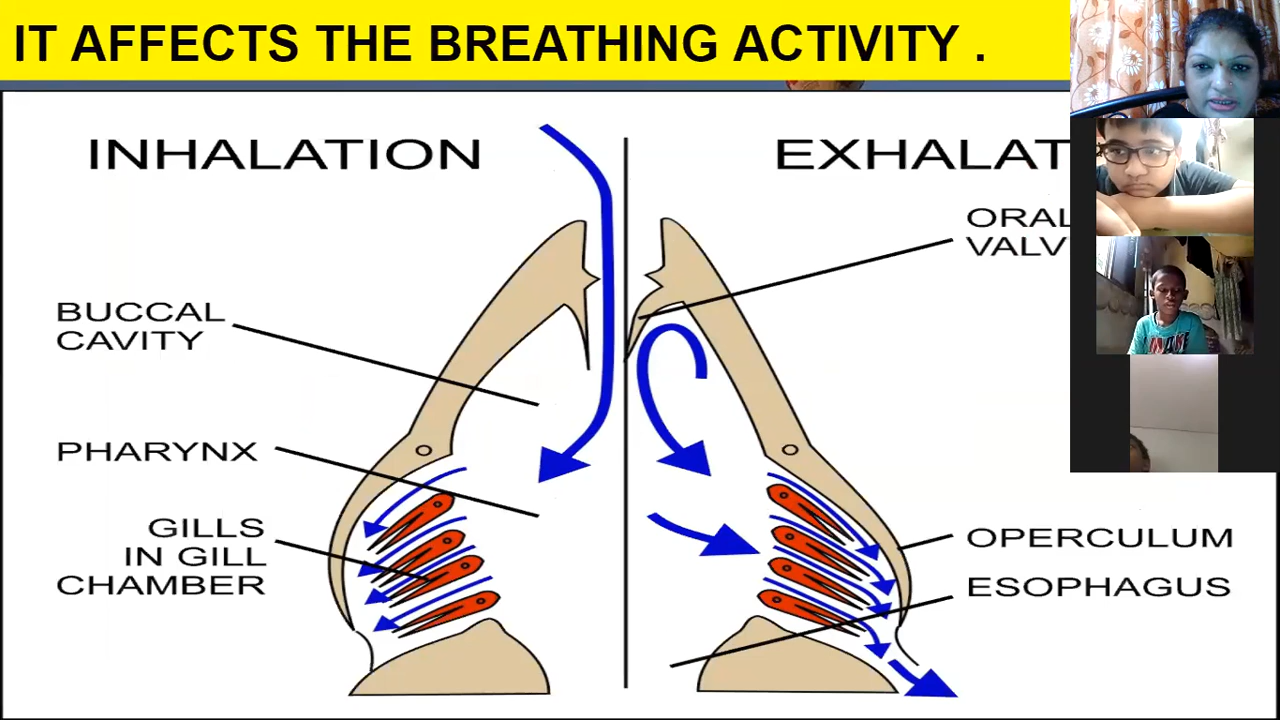 IT AFFECTS THE BREATHING ACTIVITY .
INHALATION
EXHALAT
ORAL
VALV
BUCCAL
CAVITY
PHARYNX
GILLS
IN GILL
CHAMBER
OPERCULUM
ESOPHAGUS